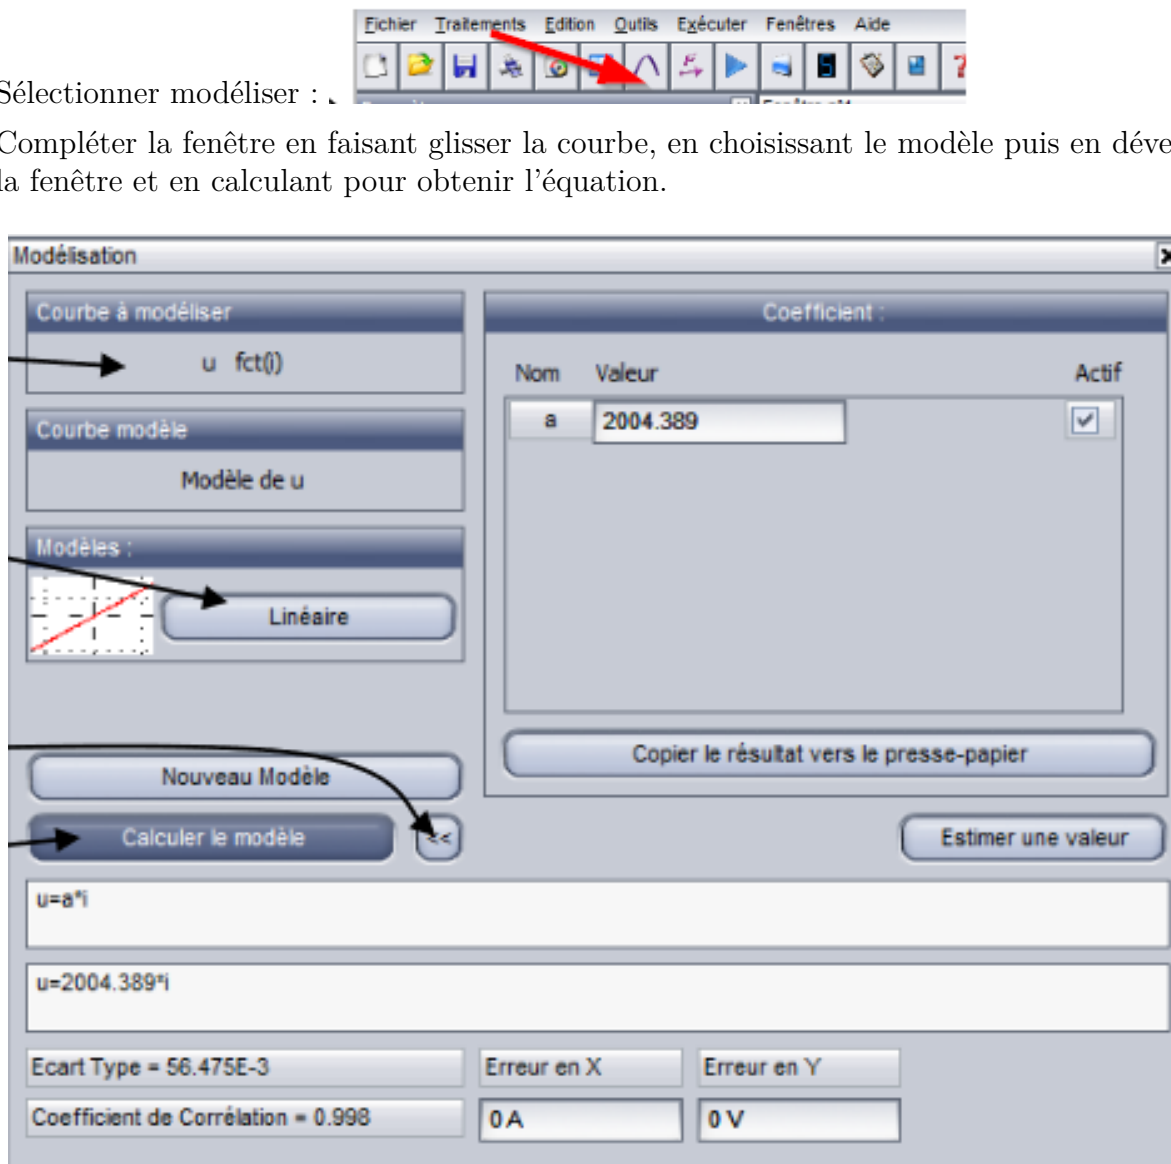 Fichier Traitements Edition Outils Exécuter Fenêtres Aide
Sélectionner modéliser :
Compléter la fenêtre en faisant glisser la courbe, en choisissant le modèle puis en déve
la fenêtre et en calculant pour obtenir l'équation.
Modélisation
Courbe à modéliser
u fct(i)
Coefficient :
Nom Valeur Actif
a 2004.389
Courbe modèle
Modèle de u
Modèles :
Linéaire
Copier le résultat vers le presse-papier
Nouveau Modèle
Calculer le modèle <<
Estimer une valeur
u=a*i
u=2004.389*i
Ecart Type = 56.475E-3 Erreur en X Erreur en Y
Coefficient de Corrélation = 0.998 0 A 0 V